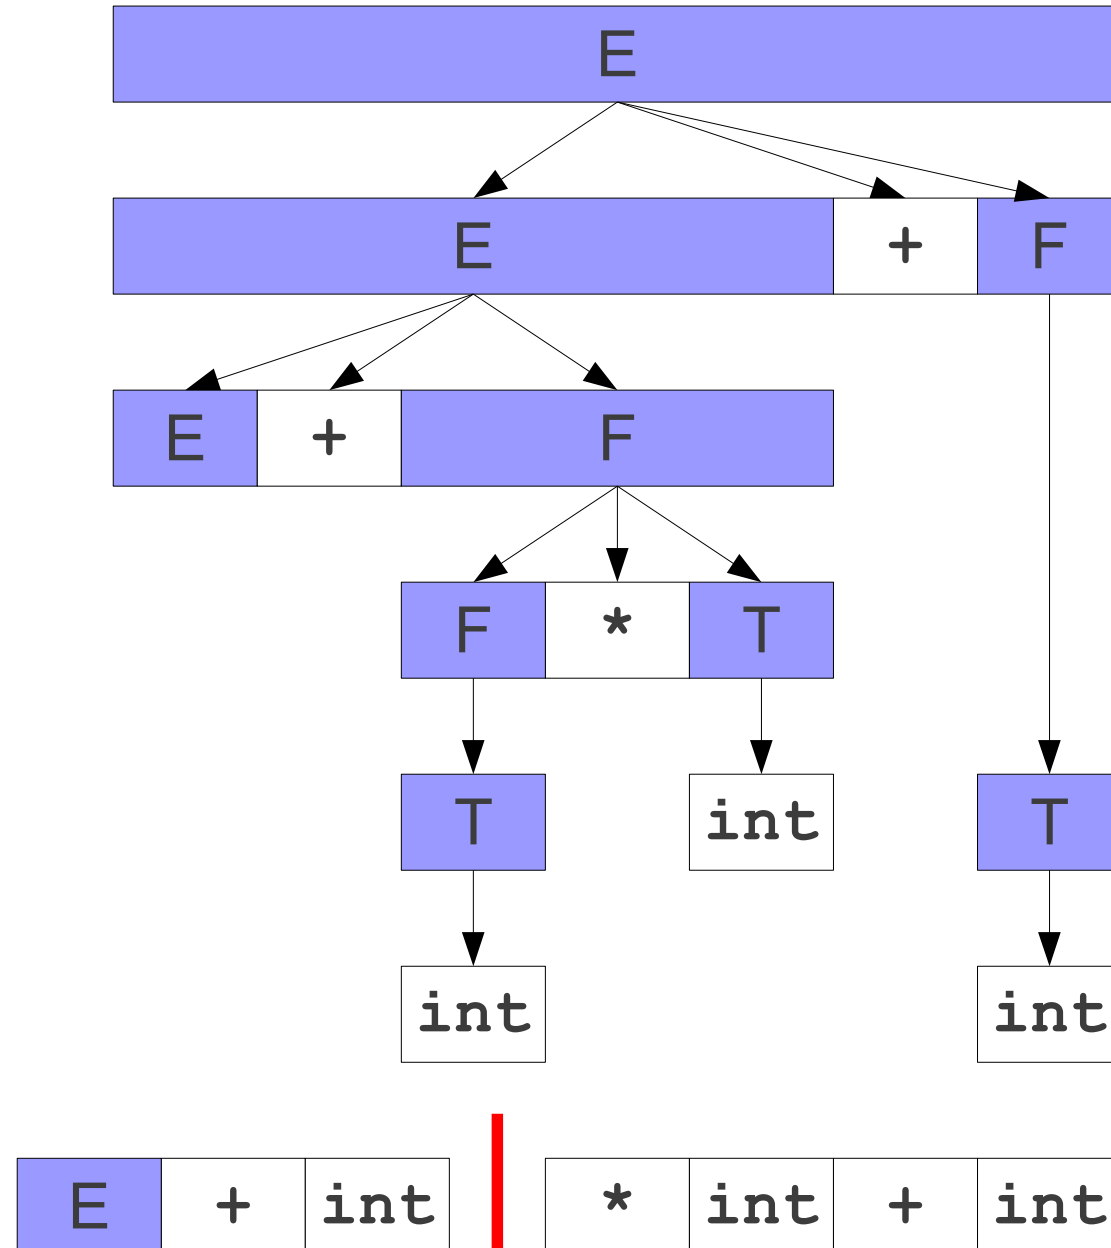 E
E + F
E + F
F * T
T int T
int int
E + int * int + int